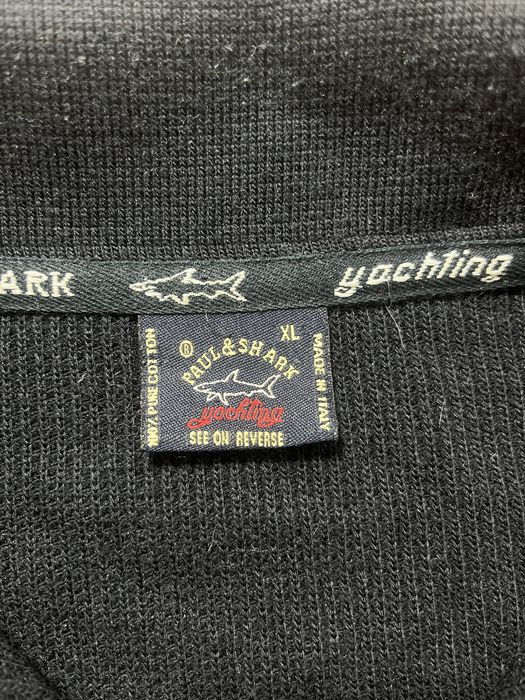 ARK yachting
100% PURE COTTON
® XL
PAUL & SHARK
yachting
SEE ON REVERSE
MADE IN ITALY